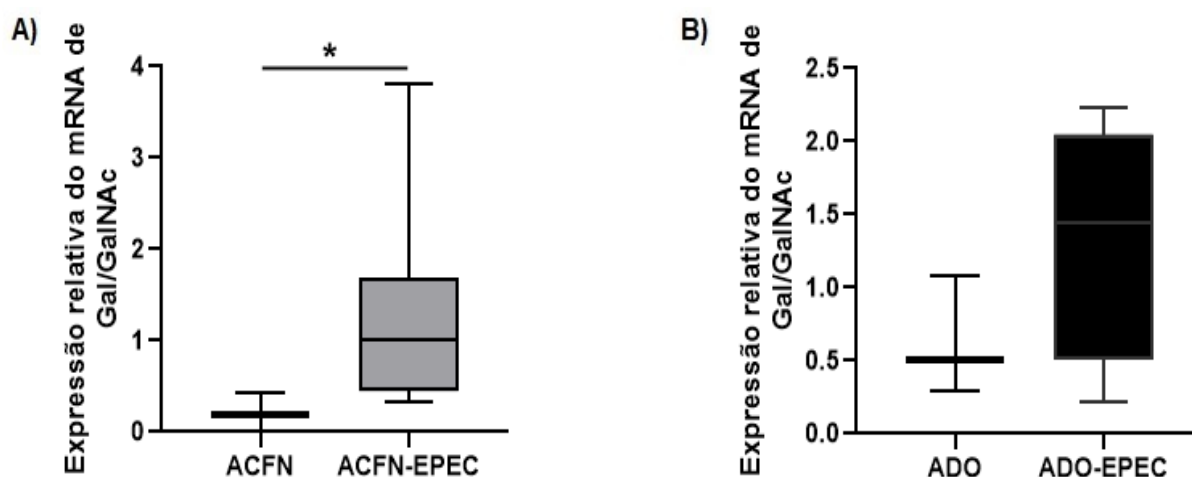 A)
Expressão relativa do mRNA de
Gal/GalNAc
4
3
2
1
0
*
ACFN
ACFN-EPEC
B)
Expressão relativa do mRNA de
Gal/GalNAc
2.5
2.0
1.5
1.0
0.5
0.0
ADO
ADO-EPEC